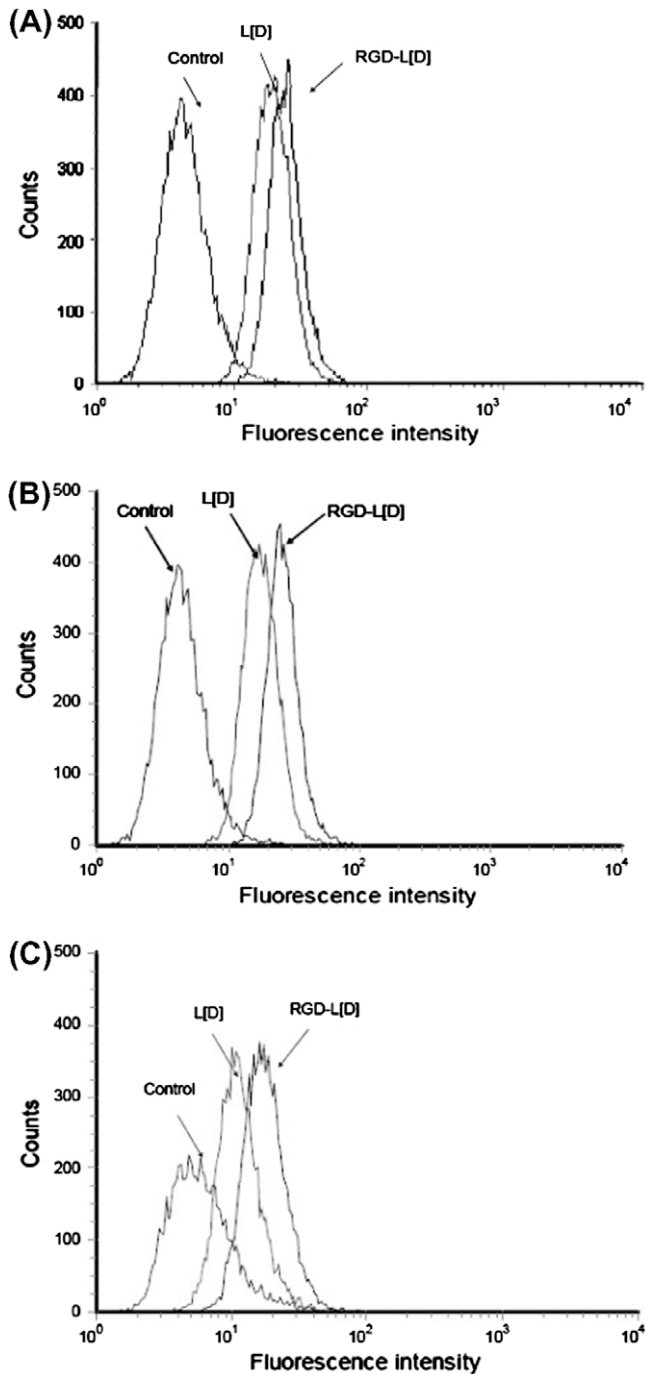 (A)
500
400
300
200
100
0
Counts
Control
L[D]
RGD-L[D]
10⁰ 10¹ 10² 10³ 10⁴
Fluorescence intensity
(B)
500
400
300
200
100
0
Counts
Control
L[D]
RGD-L[D]
10⁰ 10¹ 10² 10³ 10⁴
Fluorescence intensity
(C)
500
400
300
200
100
0
Counts
L[D]
RGD-L[D]
Control
10⁰ 10¹ 10² 10³ 10⁴
Fluorescence intensity